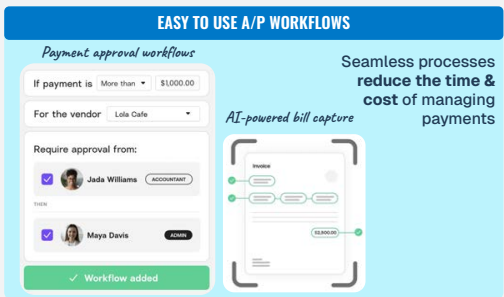 EASY TO USE A/P WORKFLOWS
Payment approval workflows
If payment is More than $1,000.00
For the vendor Lola Cafe
Require approval from:
Jada Williams ACCOUNTANT
THEN
Maya Davis ADMIN
✓ Workflow added
Seamless processes
reduce the time &
cost of managing
payments
AI-powered bill capture
Invoice
$2,500.00